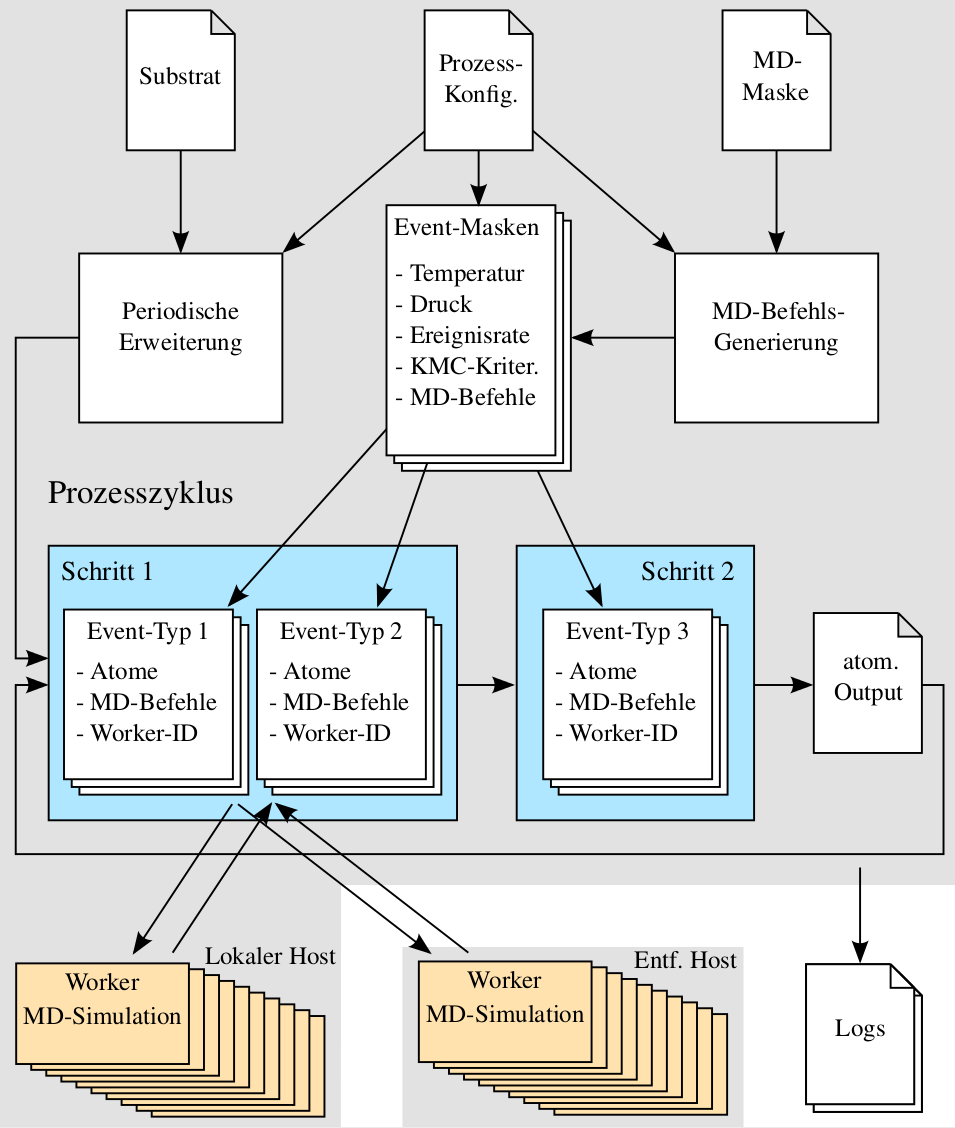 Substrat
Prozess-
Konfig.
MD-
Maske
Periodische
Erweiterung
Event-Masken
- Temperatur
- Druck
- Ereignisrate
- KMC-Kriter.
- MD-Befehle
MD-Befehls-
Generierung
Prozesszyklus
Schritt 1
Event-Typ 1
- Atome
- MD-Befehle
- Worker-ID
Event-Typ 2
- Atome
- MD-Befehle
- Worker-ID
Schritt 2
Event-Typ 3
- Atome
- MD-Befehle
- Worker-ID
atom.
Output
Lokaler Host
Worker
MD-Simulation
Entf. Host
Worker
MD-Simulation
Logs